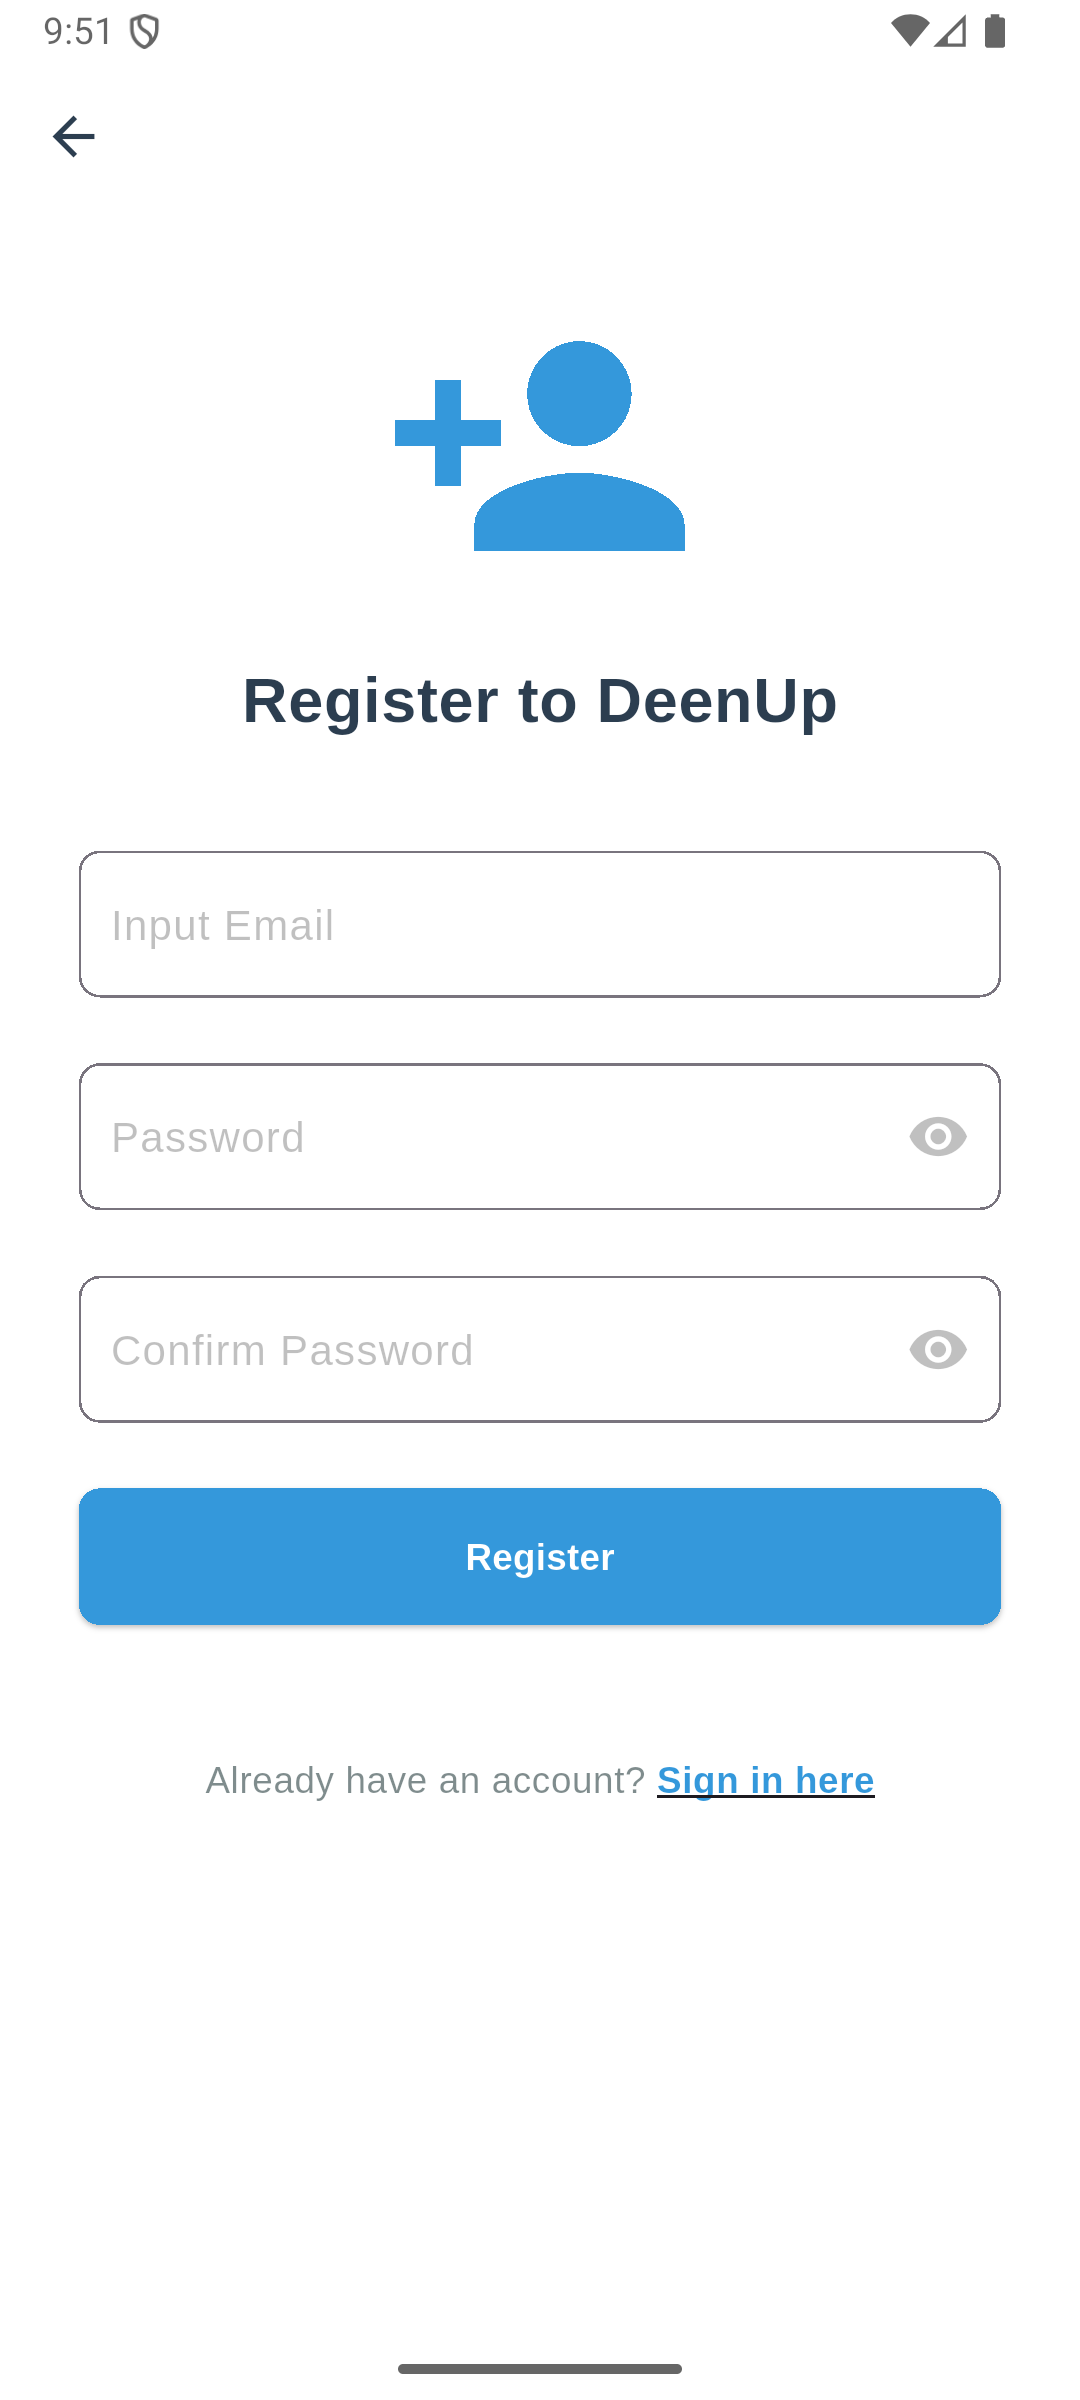 9:51
Register to DeenUp
Input Email
Password
Confirm Password
Register
Already have an account? Sign in here